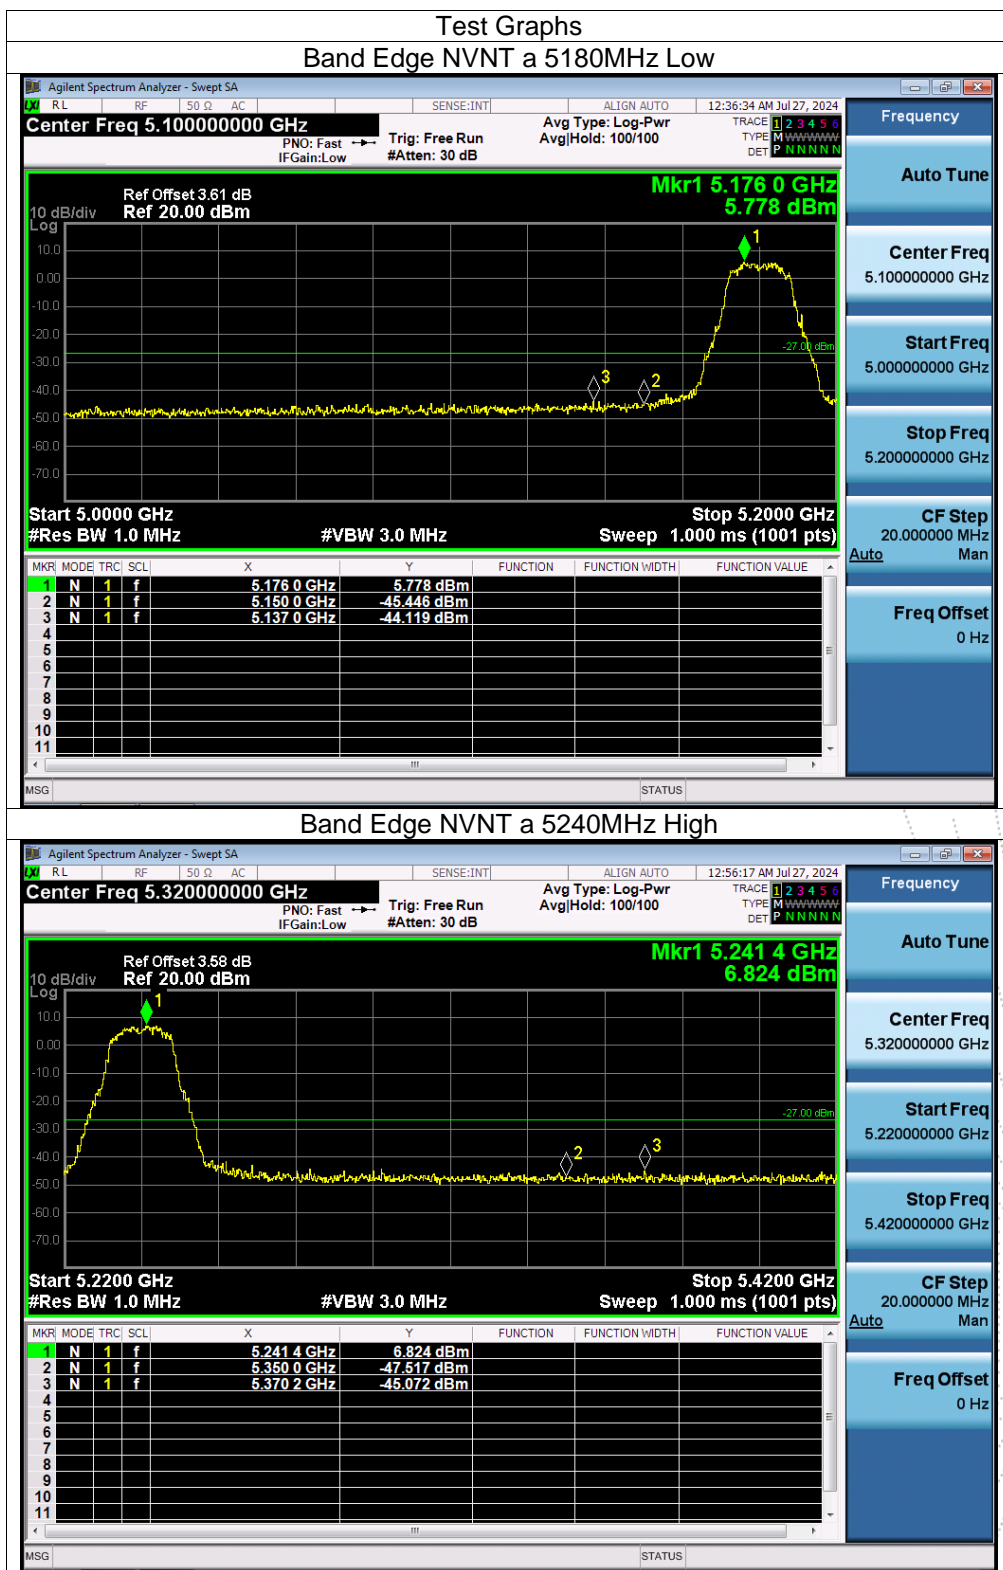 Test Graphs
Band Edge NVNT a 5180MHz Low
Agilent Spectrum Analyzer - Swept SA
LXI RL RF 50 Ω AC SENSE:INT ALIGN AUTO 12:36:34 AM Jul 27, 2024
Center Freq 5.100000000 GHz
PNO: Fast
IFGain:Low
Trig: Free Run
#Atten: 30 dB
Avg Type: Log-Pwr
Avg|Hold: 100/100
TRACE 1 2 3 4 5 6
TYPE M WWWWW
DET P N N N N N
Frequency
Auto Tune
Center Freq
5.100000000 GHz
Start Freq
5.000000000 GHz
Stop Freq
5.200000000 GHz
CF Step
20.000000 MHz
Auto Man
Freq Offset
0 Hz
Mkr1 5.176 0 GHz
5.778 dBm
Ref Offset 3.61 dB
10 dB/div Ref 20.00 dBm
Log
10.0
0.00
-10.0
-20.0
-30.0
-40.0
-50.0
-60.0
-70.0
1
-27.00 dBm
3
2
Start 5.0000 GHz Stop 5.2000 GHz
#Res BW 1.0 MHz #VBW 3.0 MHz Sweep 1.000 ms (1001 pts)
MKR MODE TRC SCL X Y FUNCTION FUNCTION WIDTH FUNCTION VALUE
1 N 1 f 5.176 0 GHz 5.778 dBm
2 N 1 f 5.150 0 GHz -45.446 dBm
3 N 1 f 5.137 0 GHz -44.119 dBm
4
5
6
7
8
9
10
11
MSG STATUS
Band Edge NVNT a 5240MHz High
Agilent Spectrum Analyzer - Swept SA
LXI RL RF 50 Ω AC SENSE:INT ALIGN AUTO 12:56:17 AM Jul 27, 2024
Center Freq 5.320000000 GHz
PNO: Fast
IFGain:Low
Trig: Free Run
#Atten: 30 dB
Avg Type: Log-Pwr
Avg|Hold: 100/100
TRACE 1 2 3 4 5 6
TYPE M WWWWW
DET P N N N N N
Frequency
Auto Tune
Center Freq
5.320000000 GHz
Start Freq
5.220000000 GHz
Stop Freq
5.420000000 GHz
CF Step
20.000000 MHz
Auto Man
Freq Offset
0 Hz
Mkr1 5.241 4 GHz
6.824 dBm
Ref Offset 3.58 dB
10 dB/div Ref 20.00 dBm
Log
10.0
0.00
-10.0
-20.0
-30.0
-40.0
-50.0
-60.0
-70.0
1
-27.00 dBm
2
3
Start 5.2200 GHz Stop 5.4200 GHz
#Res BW 1.0 MHz #VBW 3.0 MHz Sweep 1.000 ms (1001 pts)
MKR MODE TRC SCL X Y FUNCTION FUNCTION WIDTH FUNCTION VALUE
1 N 1 f 5.241 4 GHz 6.824 dBm
2 N 1 f 5.350 0 GHz -47.517 dBm
3 N 1 f 5.370 2 GHz -45.072 dBm
4
5
6
7
8
9
10
11
MSG STATUS